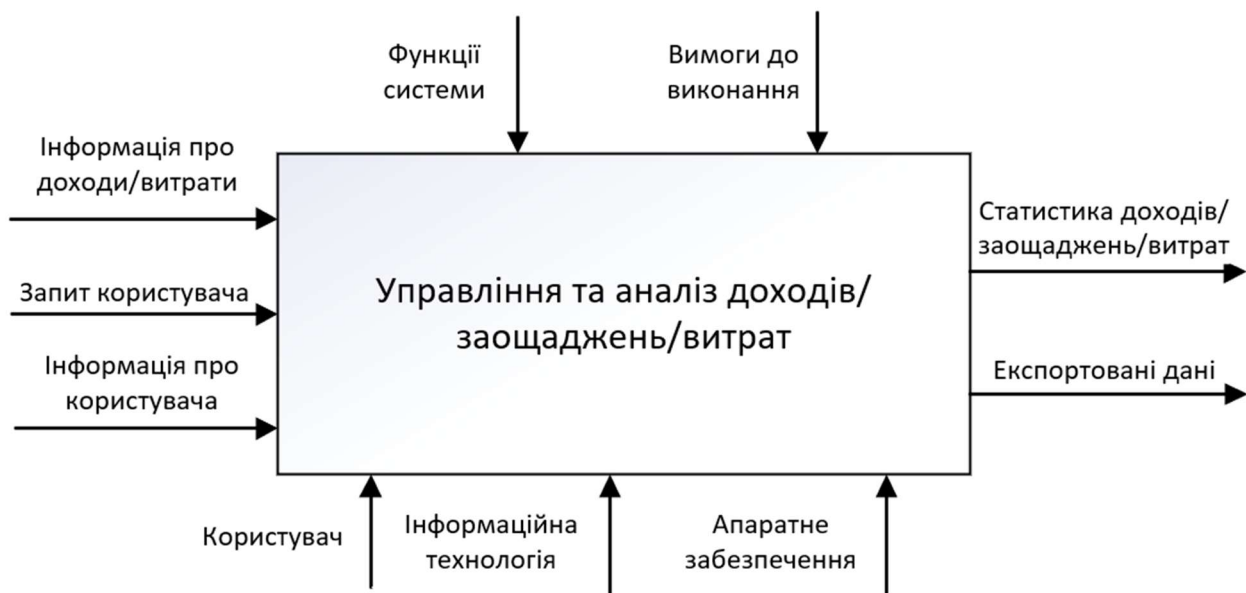 Функції
системи
Вимоги до
виконання
Інформація про
доходи/витрати
Запит користувача
Інформація про
користувача
Управління та аналіз доходів/
заощаджень/витрат
Статистика доходів/
заощаджень/витрат
Експортовані дані
Користувач
Інформаційна
технологія
Апаратне
забезпечення